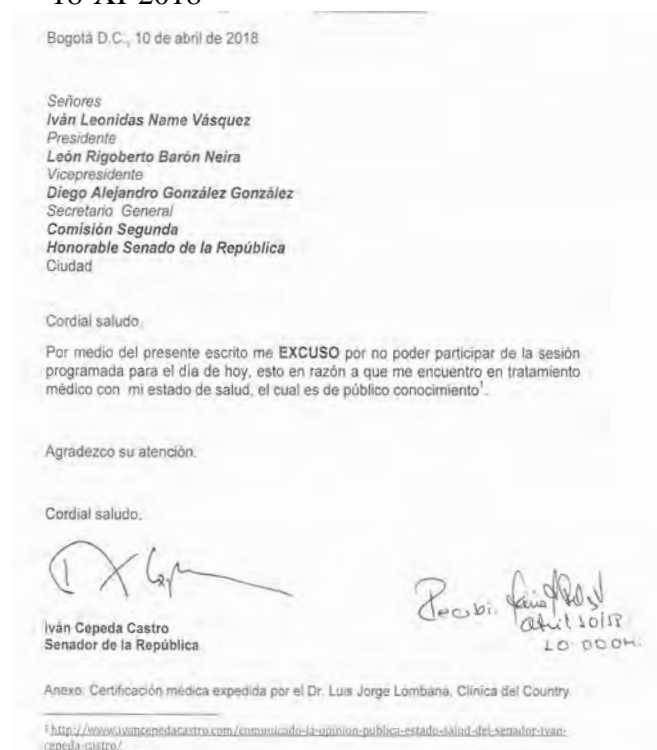 Bogotá D.C., 10 de abril de 2018
Señores
Iván Leonidas Name Vásquez
Presidente
León Rigoberto Barón Neira
Vicepresidente
Diego Alejandro González González
Secretario General
Comisión Segunda
Honorable Senado de la República
Ciudad
Cordial saludo,
Por medio del presente escrito me EXCUSO por no poder participar de la sesión
programada para el día de hoy, esto en razón a que me encuentro en tratamiento
médico con mi estado de salud, el cual es de público conocimiento¹.
Agradezco su atención.
Cordial saludo,
Recibi:
abril 10/18
Iván Cepeda Castro
Senador de la República
Anexo: Certificación médica expedida por el Dr. Luis Jorge Lombana, Clínica del Country.
¹ http://www.ivancepedacastro.com/comunicado-la-opinion-publica-estado-salud-del-senador-ivan-
cepeda-castro/